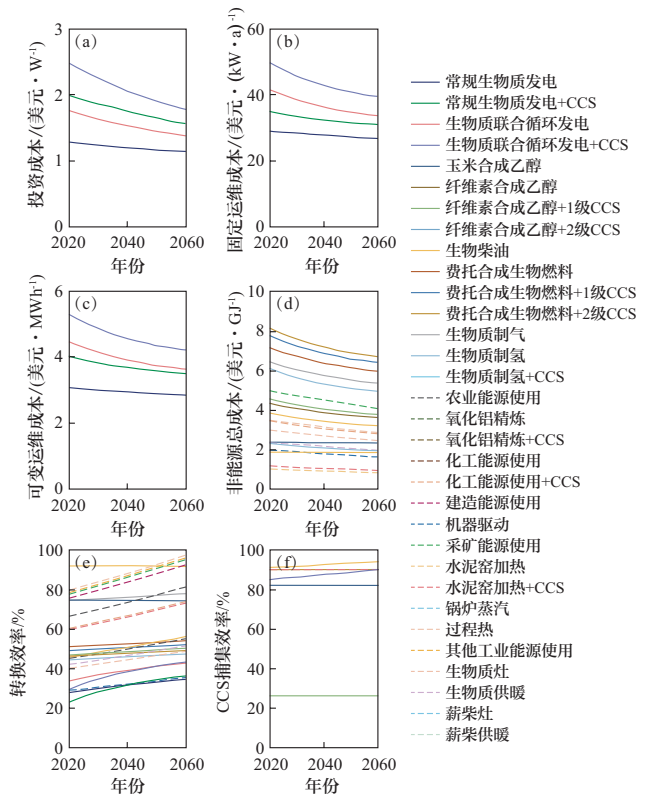 (a)
投资成本/(美元·W⁻¹)
3
2
1
0
2020
2040
2060
年份
(b)
固定运维成本/(美元·(kW·a)⁻¹)
60
40
20
0
2020
2040
2060
年份
(c)
可变运维成本/(美元·MWh⁻¹)
6
4
2
0
2020
2040
2060
年份
(d)
非能源总成本/(美元·GJ⁻¹)
10
8
6
4
2
0
2020
2040
2060
年份
(e)
转换效率/%
100
80
60
40
20
0
2020
2040
2060
年份
(f)
CCS捕集效率/%
100
80
60
40
20
0
2020
2040
2060
年份
常规生物质发电
常规生物质发电+CCS
生物质联合循环发电
生物质联合循环发电+CCS
玉米合成乙醇
纤维素合成乙醇
纤维素合成乙醇+1级CCS
纤维素合成乙醇+2级CCS
生物柴油
费托合成生物燃料
费托合成生物燃料+1级CCS
费托合成生物燃料+2级CCS
生物质制气
生物质制氢
生物质制氢+CCS
农业能源使用
氧化铝精炼
氧化铝精炼+CCS
化工能源使用
化工能源使用+CCS
建造能源使用
机器驱动
采矿能源使用
水泥窑加热
水泥窑加热+CCS
锅炉蒸汽
过程热
其他工业能源使用
生物质灶
生物质供暖
薪柴灶
薪柴供暖